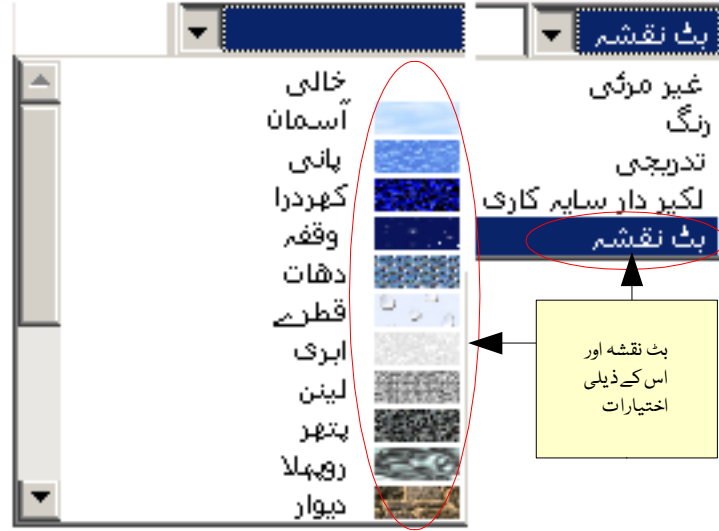 بٹ نقشہ
غیر مرئی
رنگ
تدریجی
لکیر دار سایہ کاری
بٹ نقشہ
خالی
آسمان
پانی
کھردرا
وقفہ
دھات
قطرے
ابری
لینن
پتھر
روپہلا
دیوار
بٹ نقشہ اور
اس کے ذیلی
اختیارات